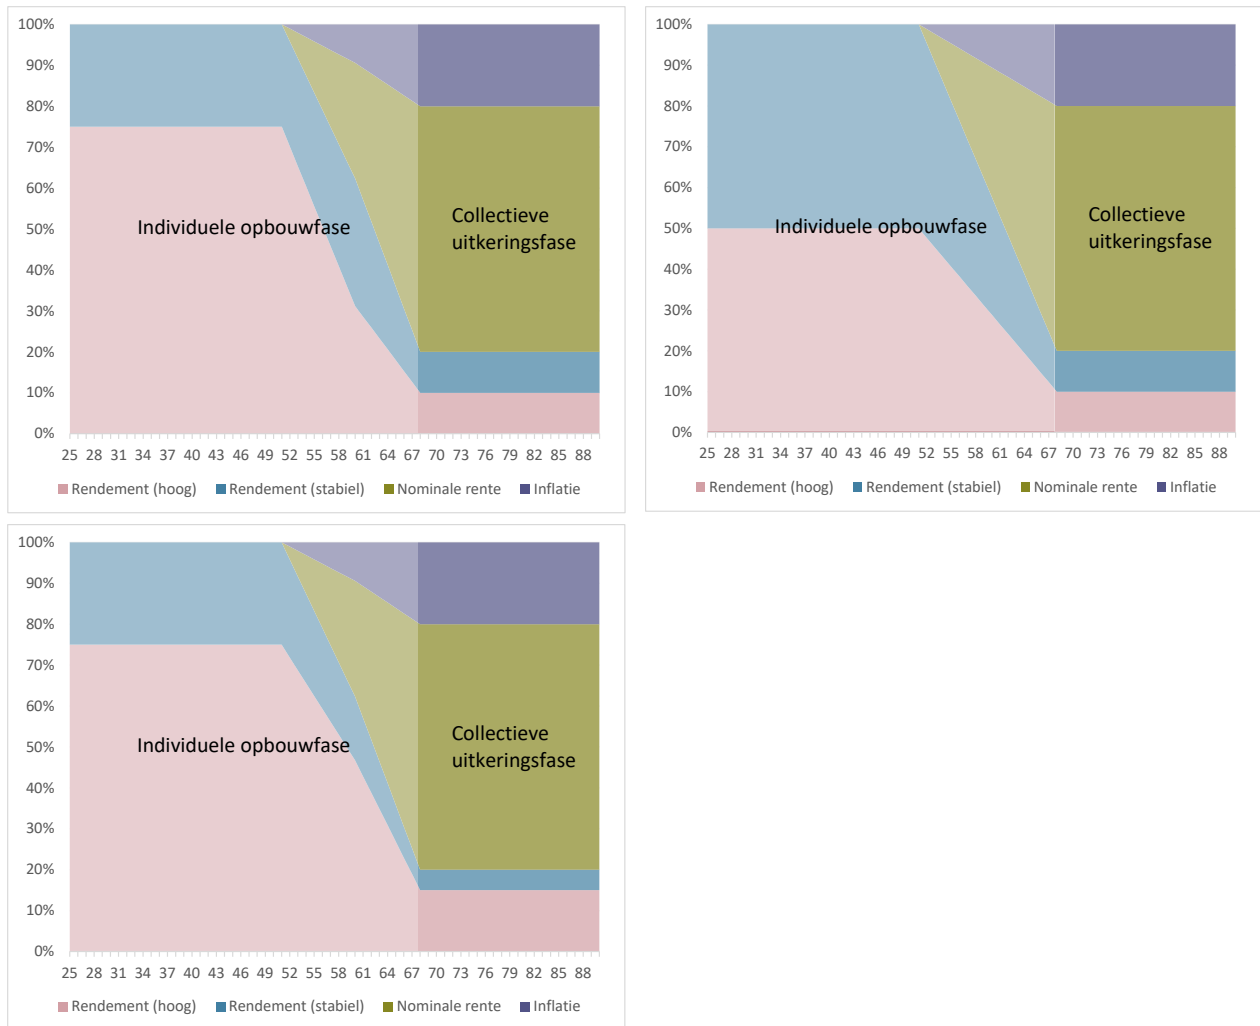 100%
90%
80%
70%
60%
50%
40%
30%
20%
10%
0%
Individuele opbouwfase
Collectieve
uitkeringsfase
25 28 31 34 37 40 43 46 49 52 55 58 61 64 67 70 73 76 79 82 85 88
Rendement (hoog) Rendement (stabiel) Nominale rente Inflatie
100%
90%
80%
70%
60%
50%
40%
30%
20%
10%
0%
Individuele opbouwfase
Collectieve
uitkeringsfase
25 28 31 34 37 40 43 46 49 52 55 58 61 64 67 70 73 76 79 82 85 88
Rendement (hoog) Rendement (stabiel) Nominale rente Inflatie
100%
90%
80%
70%
60%
50%
40%
30%
20%
10%
0%
Individuele opbouwfase
Collectieve
uitkeringsfase
25 28 31 34 37 40 43 46 49 52 55 58 61 64 67 70 73 76 79 82 85 88
Rendement (hoog) Rendement (stabiel) Nominale rente Inflatie